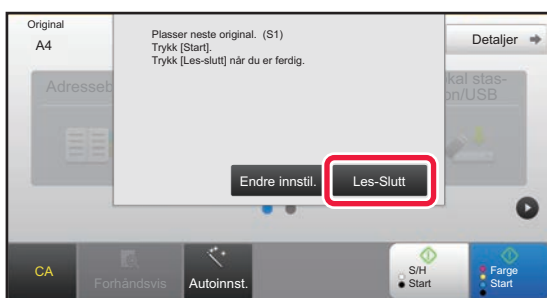 Original
A4
Plasser neste original. (S1)
Trykk [Start].
Trykk [Les-slutt] når du er ferdig.
Detaljer
Adresseb
kal stas-
on/USB
Endre innstil.
Les-Slutt
CA
Forhåndsvis
Autoinnst.
S/H
Start
Farge
Start